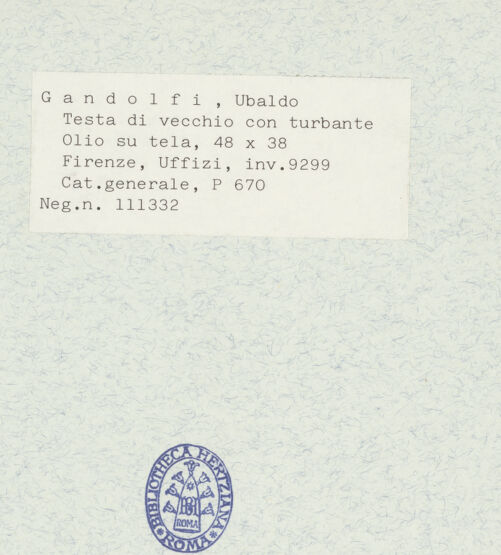 G a n d o l f i , Ubaldo
Testa di vecchio con turbante
Olio su tela, 48 x 38
Firenze, Uffizi, inv.9299
Cat.generale, P 670
Neg.n. 111332
BIBLIOTHECA HERTZIANA
ROMA
BH
ROMA